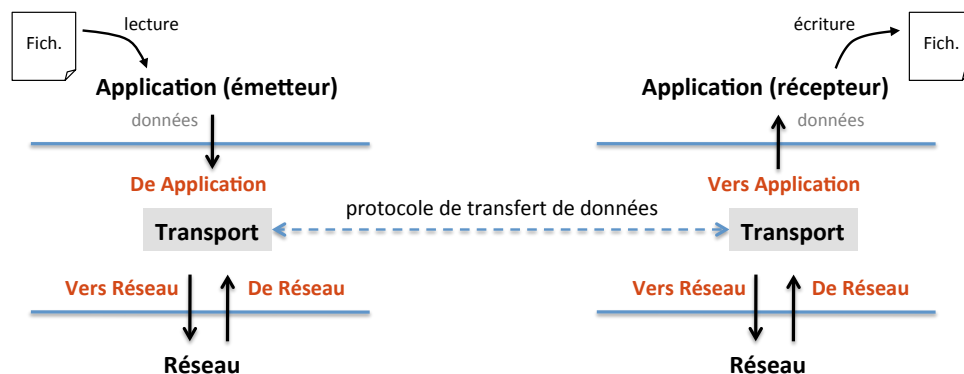 lecture
écriture
Fich.
Fich.
Application (émetteur)
Application (récepteur)
données
données
De Application
Vers Application
protocole de transfert de données
Transport
Transport
Vers Réseau
De Réseau
Vers Réseau
De Réseau
Réseau
Réseau